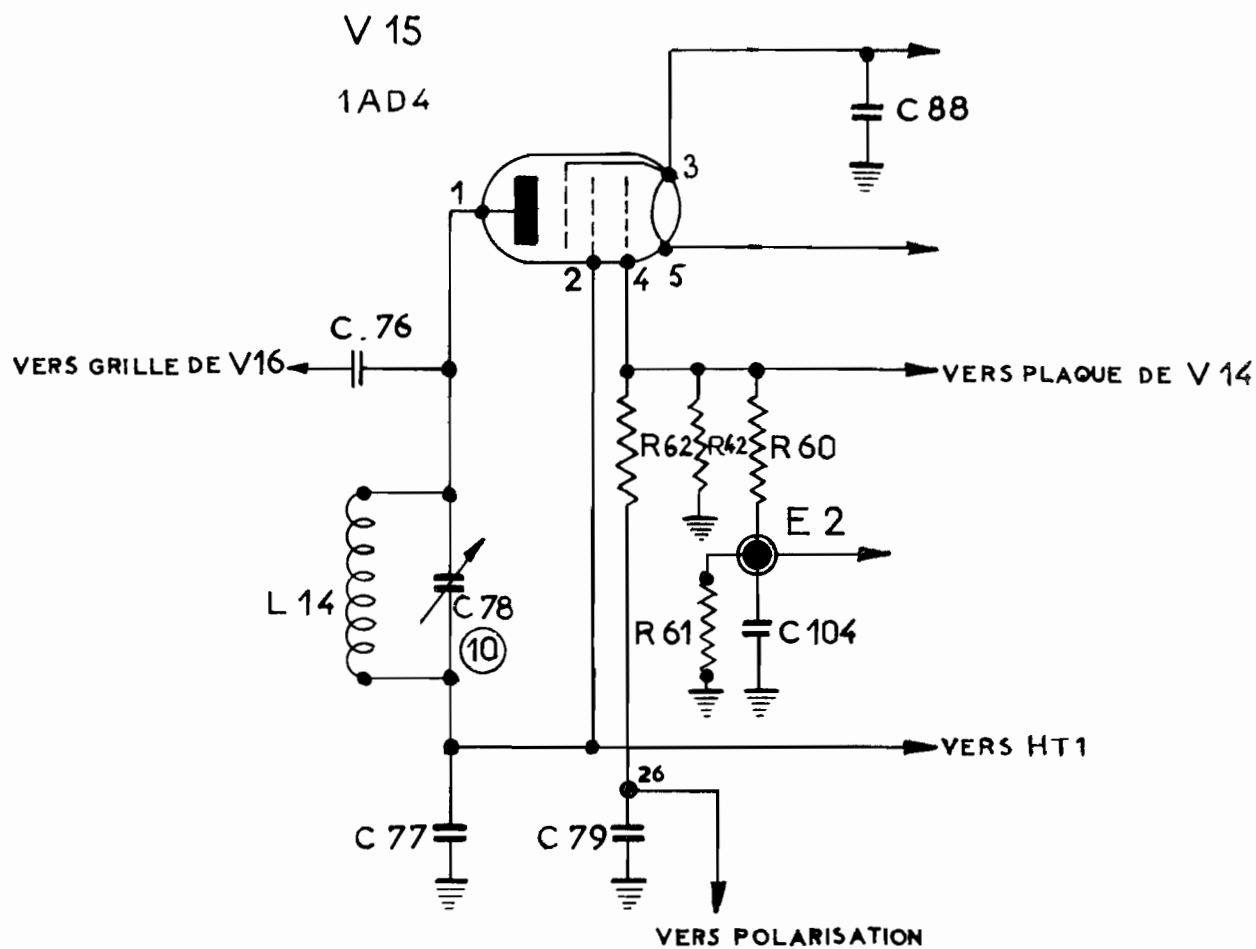 V 15
1AD4
C 88
1
3
2
4
5
C. 76
VERS GRILLE DE V16
VERS PLAQUE DE V 14
R62
R42
R 60
E 2
L 14
C 78
10
R 61
C 104
VERS HT1
26
C 77
C 79
VERS POLARISATION